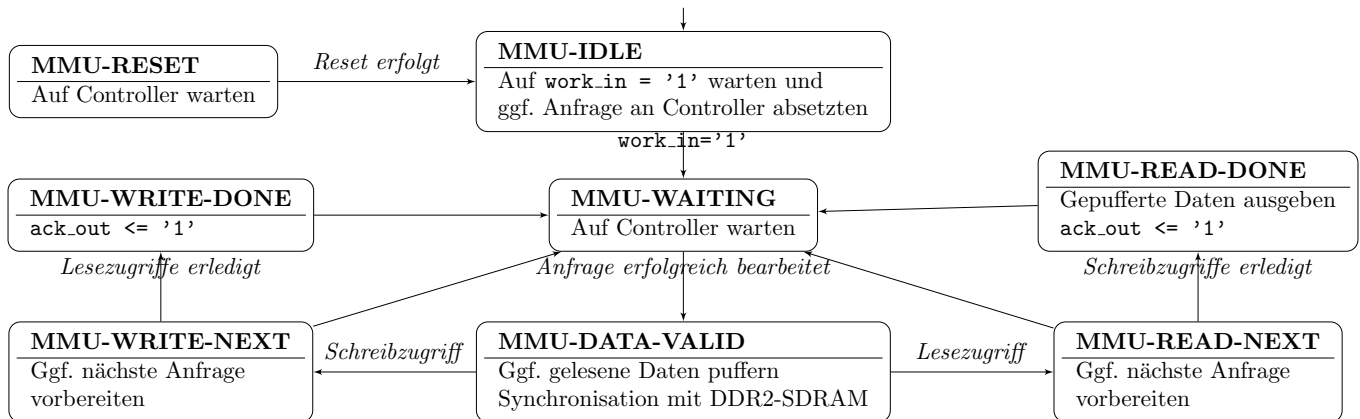 MMU-IDLE
Auf work_in = '1' warten und
ggf. Anfrage an Controller absetzten
MMU-RESET
Auf Controller warten
Reset erfolgt
work_in='1'
MMU-WRITE-DONE
ack_out <= '1'
MMU-WAITING
Auf Controller warten
MMU-READ-DONE
Gepufferte Daten ausgeben
ack_out <= '1'
Lesezugriffe erledigt
Anfrage erfolgreich bearbeitet
Schreibzugriffe erledigt
MMU-WRITE-NEXT
Ggf. nächste Anfrage
vorbereiten
Schreibzugriff
MMU-DATA-VALID
Ggf. gelesene Daten puffern
Synchronisation mit DDR2-SDRAM
Lesezugriff
MMU-READ-NEXT
Ggf. nächste Anfrage
vorbereiten